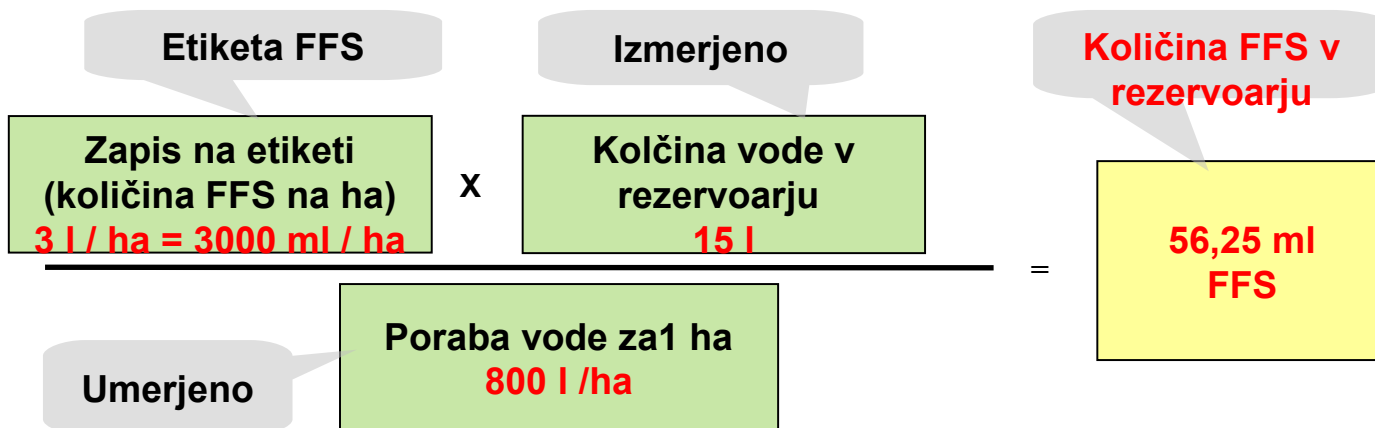 Etiketa FFS
Izmerjeno
Količina FFS v
rezervoarju
Zapis na etiketi
(količina FFS na ha)
3 l / ha = 3000 ml / ha
x
Kolčina vode v
rezervoarju
15 l
=
56,25 ml
FFS
Umerjeno
Poraba vode za1 ha
800 l /ha